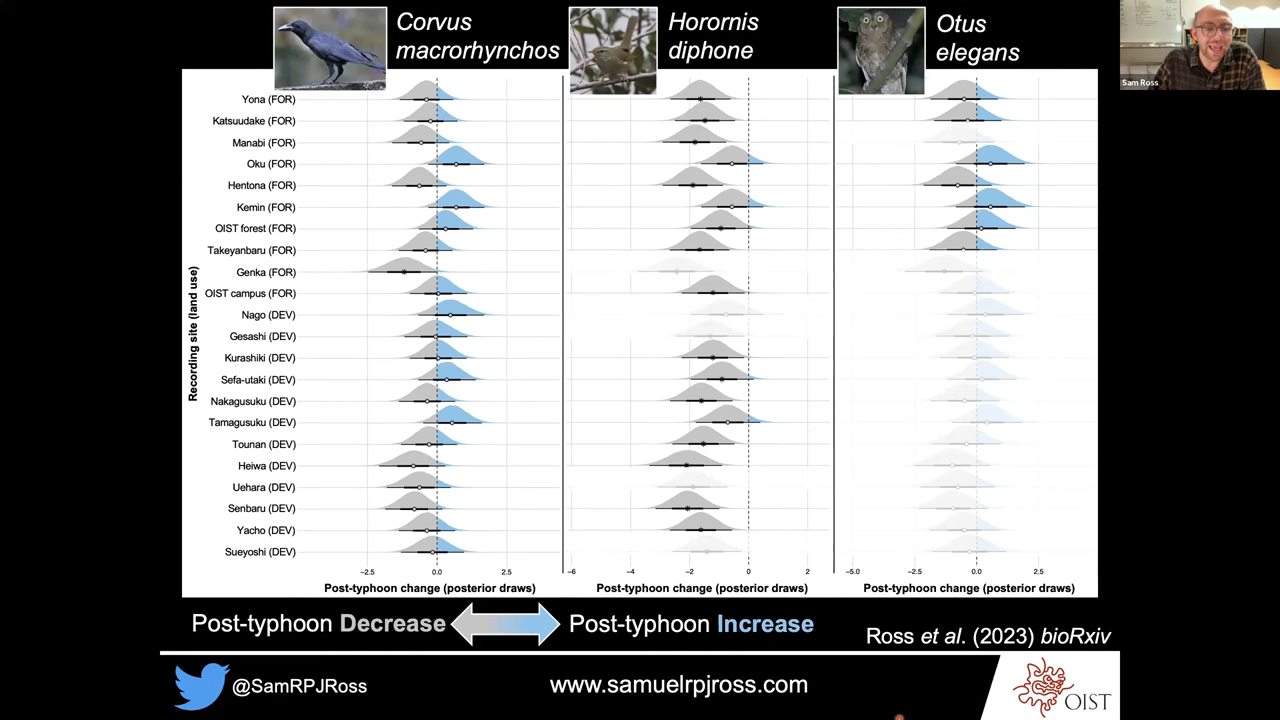 Corvus
macrorhynchos
Horornis
diphone
Otus
elegans
Sam Ross
Recording site (land use)
Yona (FOR)
Katsuudake (FOR)
Manabi (FOR)
Oku (FOR)
Hentona (FOR)
Kemin (FOR)
OIST forest (FOR)
Takeyanbaru (FOR)
Genka (FOR)
OIST campus (FOR)
Nago (DEV)
Gesashi (DEV)
Kurashiki (DEV)
Sefa-utaki (DEV)
Nakagusuku (DEV)
Tamagusuku (DEV)
Tounan (DEV)
Heiwa (DEV)
Uehara (DEV)
Senbaru (DEV)
Yacho (DEV)
Sueyoshi (DEV)
-2.5 0.0 2.5
-6 -4 -2 0 2
-5.0 -2.5 0.0 2.5
Post-typhoon change (posterior draws)
Post-typhoon change (posterior draws)
Post-typhoon change (posterior draws)
Post-typhoon Decrease
Post-typhoon Increase
Ross et al. (2023) bioRxiv
@SamRPJRoss
www.samuelrpjross.com
OIST